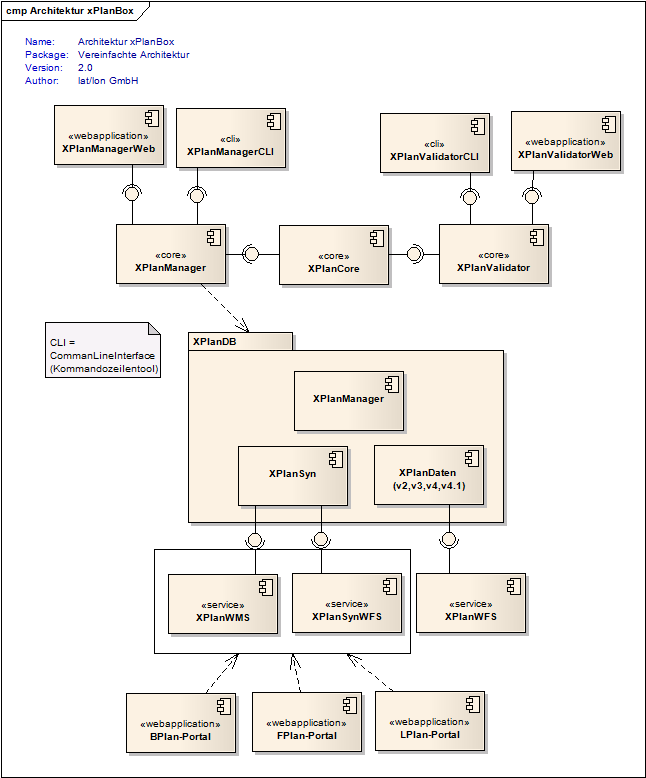 cmp Architektur xPlanBox
Name: Architektur xPlanBox
Package: Vereinfachte Architektur
Version: 2.0
Author: lat/lon GmbH
«webapplication»
XPlanManagerWeb
«cli»
XPlanManagerCLI
«cli»
XPlanValidatorCLI
«webapplication»
XPlanValidatorWeb
«core»
XPlanManager
«core»
XPlanCore
«core»
XPlanValidator
CLI =
CommanLineInterface
(Kommandozeilentool)
XPlanDB
XPlanManager
XPlanSyn
XPlanDaten
(v2,v3,v4,v4.1)
«service»
XPlanWMS
«service»
XPlanSynWFS
«service»
XPlanWFS
«webapplication»
BPlan-Portal
«webapplication»
FPlan-Portal
«webapplication»
LPlan-Portal